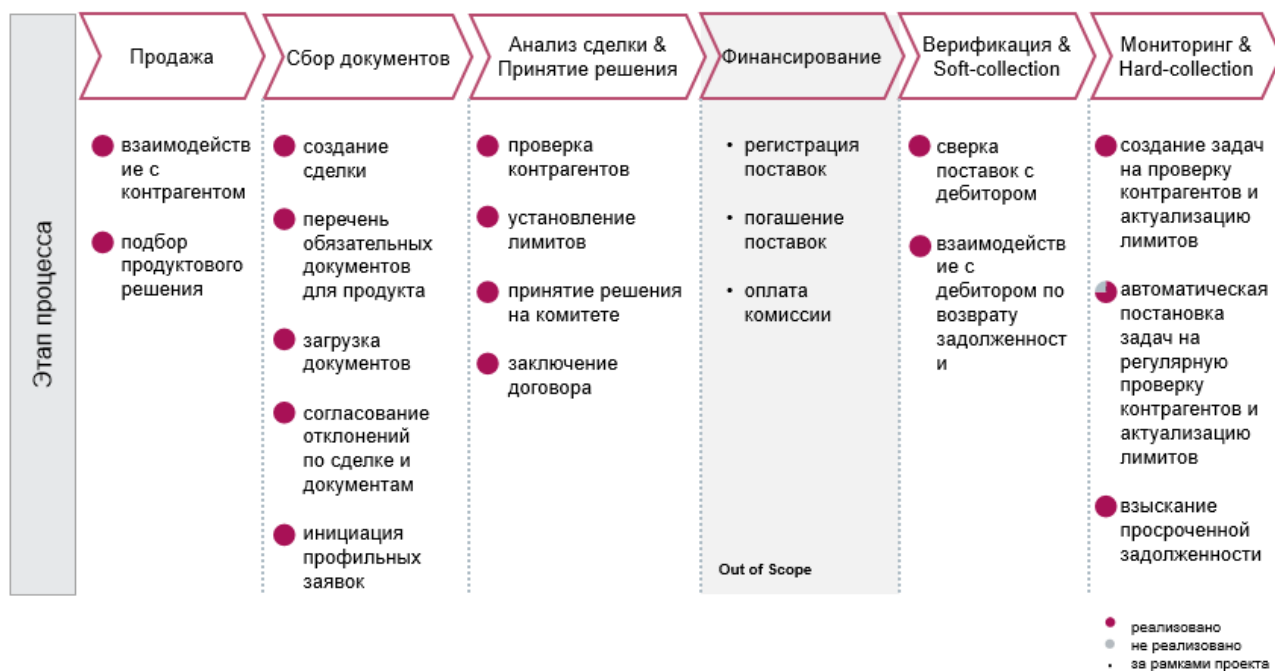 Этап процесса
Продажа
Сбор документов
Анализ сделки &
Принятие решения
Финансирование
Верификация &
Soft-collection
Мониторинг &
Hard-collection
взаимодейств
ие с
контрагентом
подбор
продуктового
решения
создание
сделки
перечень
обязательных
документов
для продукта
загрузка
документов
согласование
отклонений
по сделке и
документам
инициация
профильных
заявок
проверка
контрагентов
установление
лимитов
принятие решения
на комитете
заключение
договора
• регистрация
поставок
• погашение
поставок
• оплата
комиссии
Out of Scope
сверка
поставок с
дебитором
взаимодейств
ие с
дебитором по
возврату
задолженност
и
создание задач
на проверку
контрагентов и
актуализацию
лимитов
автоматическая
постановка
задач на
регулярную
проверку
контрагентов и
актуализацию
лимитов
взыскание
просроченной
задолженности
реализовано
не реализовано
• за рамками проекта